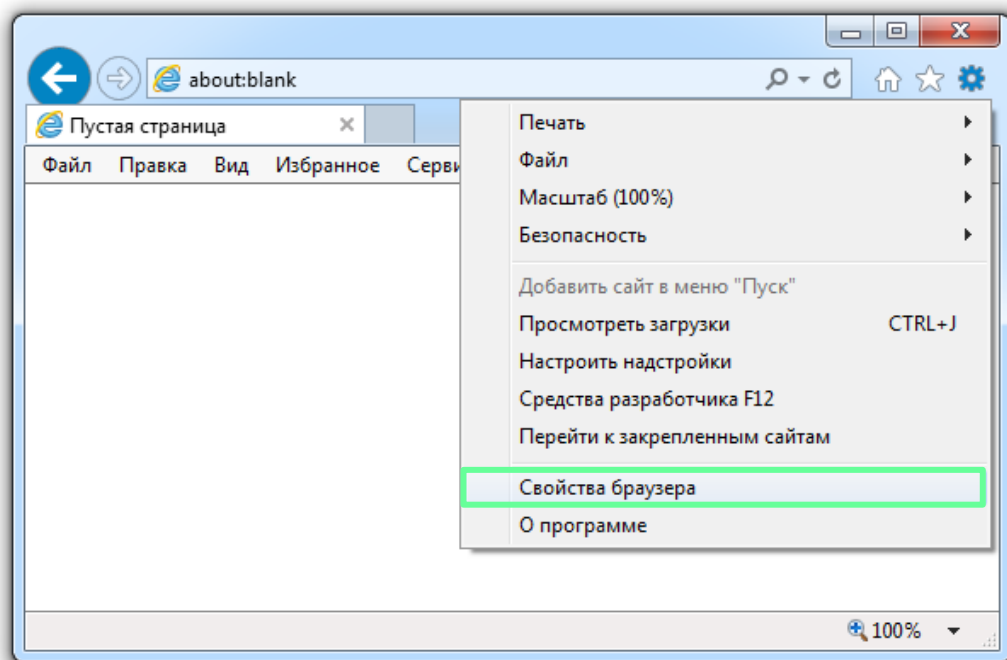 about:blank
Пустая страница
Файл Правка Вид Избранное Серви
Печать
Файл
Масштаб (100%)
Безопасность
Добавить сайт в меню "Пуск"
Просмотреть загрузки CTRL+J
Настроить надстройки
Средства разработчика F12
Перейти к закрепленным сайтам
Свойства браузера
О программе
100%